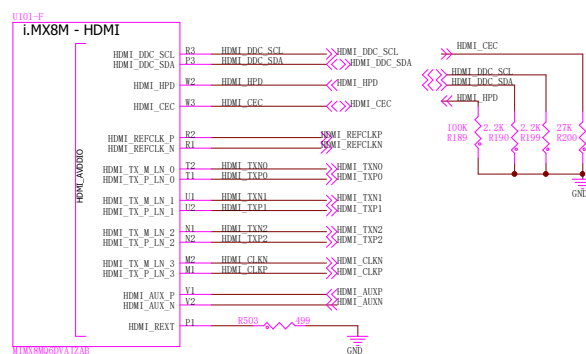 U101-F
i.MX8M - HDMI
HDMI_AVDDIO
HDMI_DDC_SCL R3 HDMI_DDC_SCL HDMI_DDC_SCL
HDMI_DDC_SDA P3 HDMI_DDC_SDA HDMI_DDC_SDA
HDMI_HPD W2 HDMI_HPD HDMI_HPD
HDMI_CEC W3 HDMI_CEC HDMI_CEC
HDMI_REFCLK_P R2 HDMI_REFCLKP
HDMI_REFCLK_N R1 HDMI_REFCLKN
HDMI_TX_M_LN_0 T2 HDMI_TXN0 HDMI_TXN0
HDMI_TX_P_LN_0 T1 HDMI_TXP0 HDMI_TXP0
HDMI_TX_M_LN_1 U1 HDMI_TXN1 HDMI_TXN1
HDMI_TX_P_LN_1 U2 HDMI_TXP1 HDMI_TXP1
HDMI_TX_M_LN_2 N1 HDMI_TXN2 HDMI_TXN2
HDMI_TX_P_LN_2 N2 HDMI_TXP2 HDMI_TXP2
HDMI_TX_M_LN_3 M2 HDMI_CLKN HDMI_CLKN
HDMI_TX_P_LN_3 M1 HDMI_CLKP HDMI_CLKP
HDMI_AUX_P V1 HDMI_AUXP
HDMI_AUX_N V2 HDMI_AUXN
HDMI_REXT P1 R503 499
GND
MIMX8MQ6DVAJZAB
HDMI_CEC
HDMI_DDC_SCL
HDMI_DDC_SDA
HDMI_HPD
100K 2.2K 2.2K 27K
R189 R190 R199 R200
GND